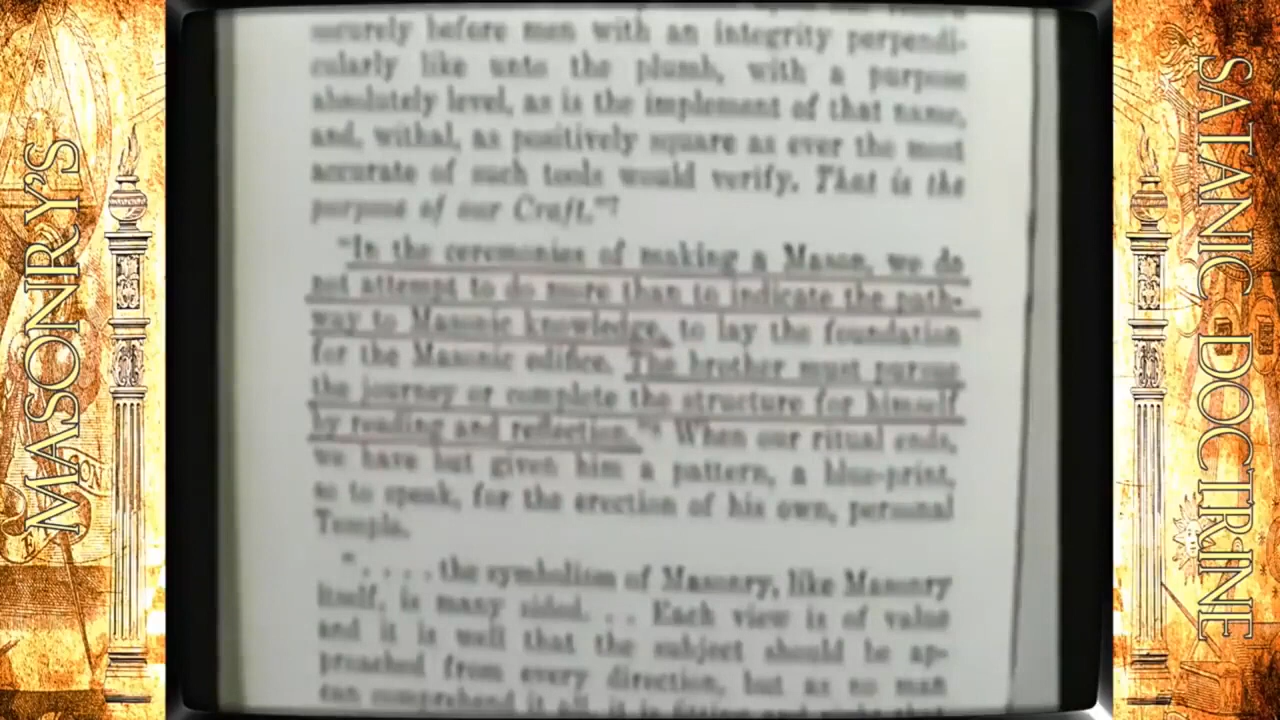 MASONRY'S
securely before men with an integrity perpendi-
cularly like unto the plumb, with a purpose
absolutely level, as is the implement of that name,
and, withal, as positively square as ever the most
accurate of such tools would verify. That is the
purpose of our Craft."7
"In the ceremonies of making a Mason, we do
not attempt to do more than to indicate the path-
way to Masonic knowledge, to lay the foundation
for the Masonic edifice. The brother must pursue
the journey or complete the structure for himself
by reading and reflection." When our ritual ends,
we have but given him a pattern, a blue-print,
so to speak, for the erection of his own, personal
Temple.
". . . . the symbolism of Masonry, like Masonry
itself, is many sided. . . Each view is of value
and it is well that the subject should be ap-
proached from every direction, but as no man
can comprehend it all, it is
SATANIC DOCTRINE